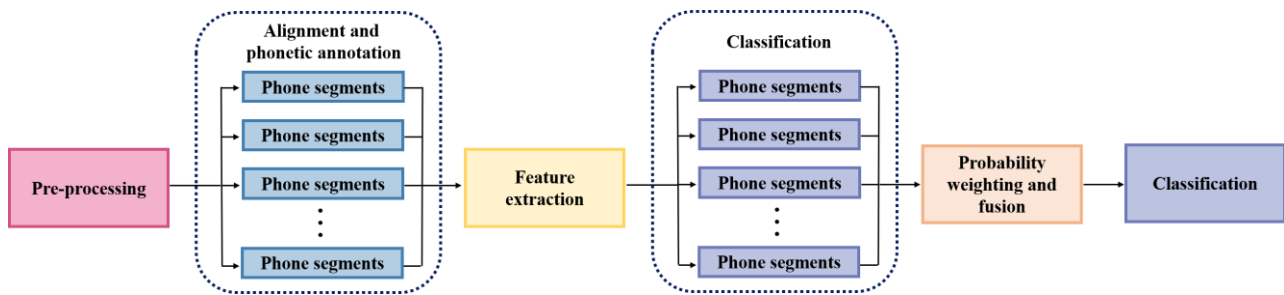 Pre-processing
Alignment and
phonetic annotation
Phone segments
Phone segments
Phone segments
Phone segments
Feature
extraction
Classification
Phone segments
Phone segments
Phone segments
Phone segments
Probability
weighting and
fusion
Classification